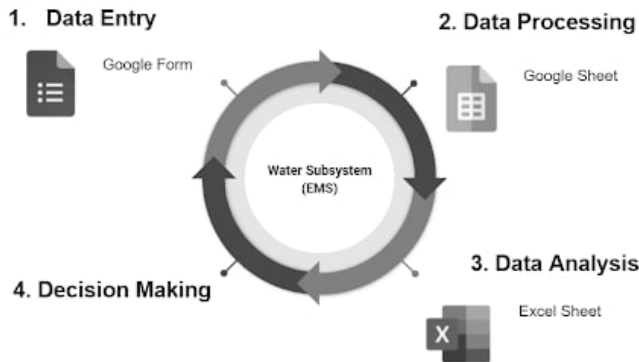 1. Data Entry
Google Form
2. Data Processing
Google Sheet
Water Subsystem
(EMS)
3. Data Analysis
Excel Sheet
X
4. Decision Making